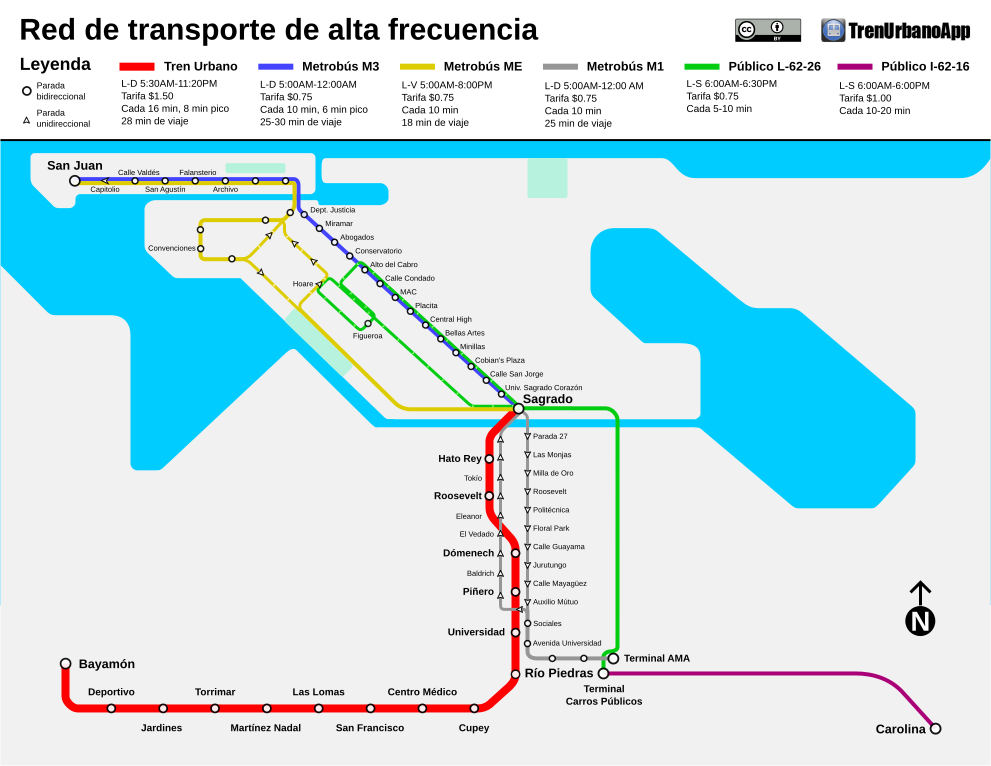 Red de transporte de alta frecuencia
cc BY
TrenUrbanoApp
Leyenda
Parada
bidireccional
Parada
unidireccional
Tren Urbano
L-D 5:30AM-11:20PM
Tarifa $1.50
Cada 16 min, 8 min pico
28 min de viaje
Metrobús M3
L-D 5:00AM-12:00AM
Tarifa $0.75
Cada 10 min, 6 min pico
25-30 min de viaje
Metrobús ME
L-V 5:00AM-8:00PM
Tarifa $0.75
Cada 10 min
18 min de viaje
Metrobús M1
L-D 5:00AM-12:00 AM
Tarifa $0.75
Cada 10 min
25 min de viaje
Público L-62-26
L-S 6:00AM-6:30PM
Tarifa $0.75
Cada 5-10 min
Público I-62-16
L-S 6:00AM-6:00PM
Tarifa $1.00
Cada 10-20 min
San Juan
Calle Valdés
Falansterio
Capitolio
San Agustín
Archivo
Dept. Justicia
Miramar
Abogados
Convenciones
Conservatorio
Alto del Cabro
Calle Condado
Hoare
MAC
Placita
Central High
Bellas Artes
Figueroa
Minillas
Cobian's Plaza
Calle San Jorge
Univ. Sagrado Corazón
Sagrado
Parada 27
Las Monjas
Hato Rey
Milla de Oro
Tokio
Roosevelt
Roosevelt
Politécnica
Eleanor
Floral Park
El Vedado
Calle Guayama
Dómenech
Jurutungo
Baldrich
Calle Mayagüez
Piñero
Auxilio Mútuo
Sociales
Universidad
Avenida Universidad
Terminal AMA
Río Piedras
Terminal
Carros Públicos
Bayamón
Deportivo
Torrimar
Las Lomas
Centro Médico
Jardines
Martínez Nadal
San Francisco
Cupey
Carolina
N